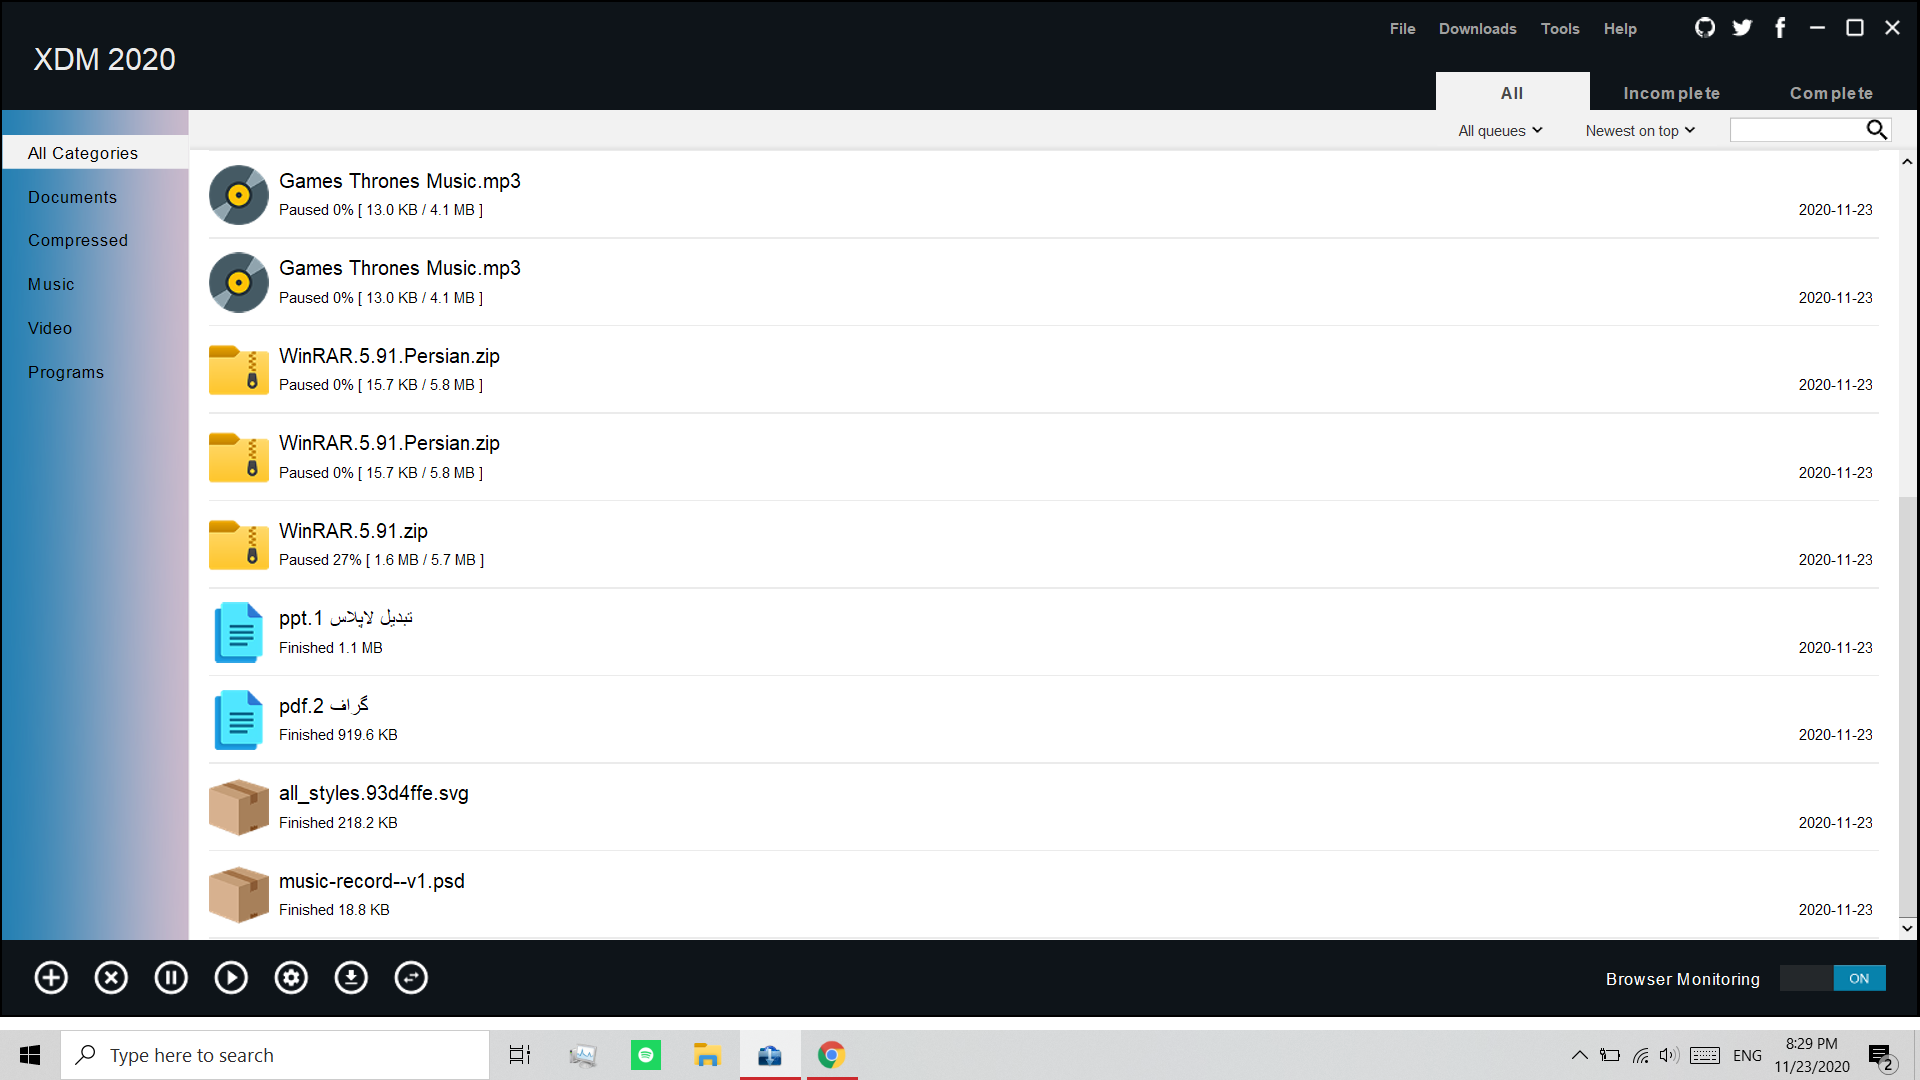 File Downloads Tools Help
XDM 2020
All Incomplete Complete
All queues Newest on top
All Categories
Documents
Compressed
Music
Video
Programs
Games Thrones Music.mp3
Paused 0% [ 13.0 KB / 4.1 MB ] 2020-11-23
Games Thrones Music.mp3
Paused 0% [ 13.0 KB / 4.1 MB ] 2020-11-23
WinRAR.5.91.Persian.zip
Paused 0% [ 15.7 KB / 5.8 MB ] 2020-11-23
WinRAR.5.91.Persian.zip
Paused 0% [ 15.7 KB / 5.8 MB ] 2020-11-23
WinRAR.5.91.zip
Paused 27% [ 1.6 MB / 5.7 MB ] 2020-11-23
ppt.1 تبدیل لاپلاس
Finished 1.1 MB 2020-11-23
pdf.2 گراف
Finished 919.6 KB 2020-11-23
all_styles.93d4ffe.svg
Finished 218.2 KB 2020-11-23
music-record--v1.psd
Finished 18.8 KB 2020-11-23
Browser Monitoring ON
Type here to search
ENG
8:29 PM
11/23/2020
2